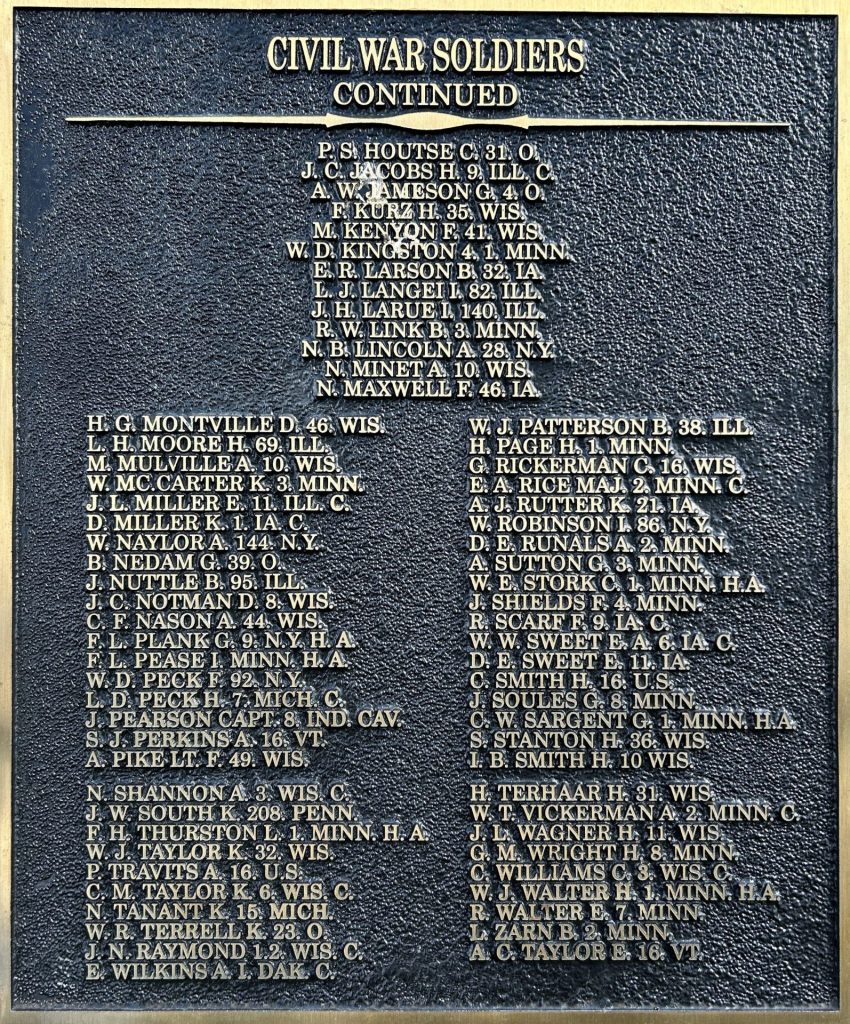 CIVIL WAR SOLDIERS
CONTINUED
P. S. HOUTSE C. 31. O.
J. C. JACOBS H. 9. ILL. C.
A. W. JAMESON G. 4. O.
F. KURZ H. 35. WIS.
M. KENYON F. 41. WIS.
W. D. KINGSTON 4. 1. MINN.
E. R. LARSON B. 32. IA.
L. J. LANGEI I. 82. ILL.
J. H. LARUE I. 140. ILL.
R. W. LINK B. 3. MINN.
N. B. LINCOLN A. 28. N.Y.
N. MINET A. 10. WIS.
N. MAXWELL F. 46. IA.
H. G. MONTVILLE D. 46. WIS.
L. H. MOORE H. 69. ILL.
M. MULVILLE A. 10. WIS.
W. MC.CARTER K. 3. MINN.
J. L. MILLER E. 11. ILL. C.
D. MILLER K. 1. IA. C.
W. NAYLOR A. 144. N.Y.
B. NEDAM G. 39. O.
J. NUTTLE B. 95. ILL.
J. C. NOTMAN D. 8. WIS.
C. F. NASON A. 44. WIS.
F. L. PLANK G. 9. N.Y. H. A.
F. L. PEASE I. MINN. H. A.
W. D. PECK F. 92. N.Y.
L. D. PECK H. 7. MICH. C.
J. PEARSON CAPT. 8. IND. CAV.
S. J. PERKINS A. 16. VT.
A. PIKE LT. F. 49. WIS.
W. J. PATTERSON B. 38. ILL.
H. PAGE H. 1. MINN.
G. RICKERMAN C. 16. WIS.
E. A. RICE MAJ. 2. MINN. C.
A. J. RUTTER K. 21. IA.
W. ROBINSON I. 86. N.Y.
D. E. RUNALS A. 2. MINN.
A. SUTTON G. 3. MINN.
W. E. STORK C. 1. MINN. H.A.
J. SHIELDS F. 4. MINN.
R. SCARF F. 9. IA. C.
W. W. SWEET E. A. 6. IA. C.
D. E. SWEET E. 11. IA.
C. SMITH H. 16. U.S.
J. SOULES G. 8. MINN.
C. W. SARGENT G. 1. MINN. H.A.
S. STANTON H. 36. WIS.
I. B. SMITH H. 10 WIS.
N. SHANNON A. 3. WIS. C.
J. W. SOUTH K. 208. PENN.
F. H. THURSTON L. 1. MINN. H. A.
W. J. TAYLOR K. 32. WIS.
P. TRAVITS A. 16. U.S.
C. M. TAYLOR K. 6. WIS. C.
N. TANANT K. 15. MICH.
W. R. TERRELL K. 23. O.
J. N. RAYMOND 1.2. WIS. C.
E. WILKINS A. I. DAK. C.
H. TERHAAR H. 31. WIS.
W. T. VICKERMAN A. 2. MINN. C.
J. L. WAGNER H. 11. WIS.
G. M. WRIGHT H. 8. MINN.
C. WILLIAMS C. 3. WIS. C.
W. J. WALTER H. 1. MINN. H.A.
R. WALTER E. 7. MINN.
L. ZARN B. 2. MINN.
A. C. TAYLOR E. 16. VT.